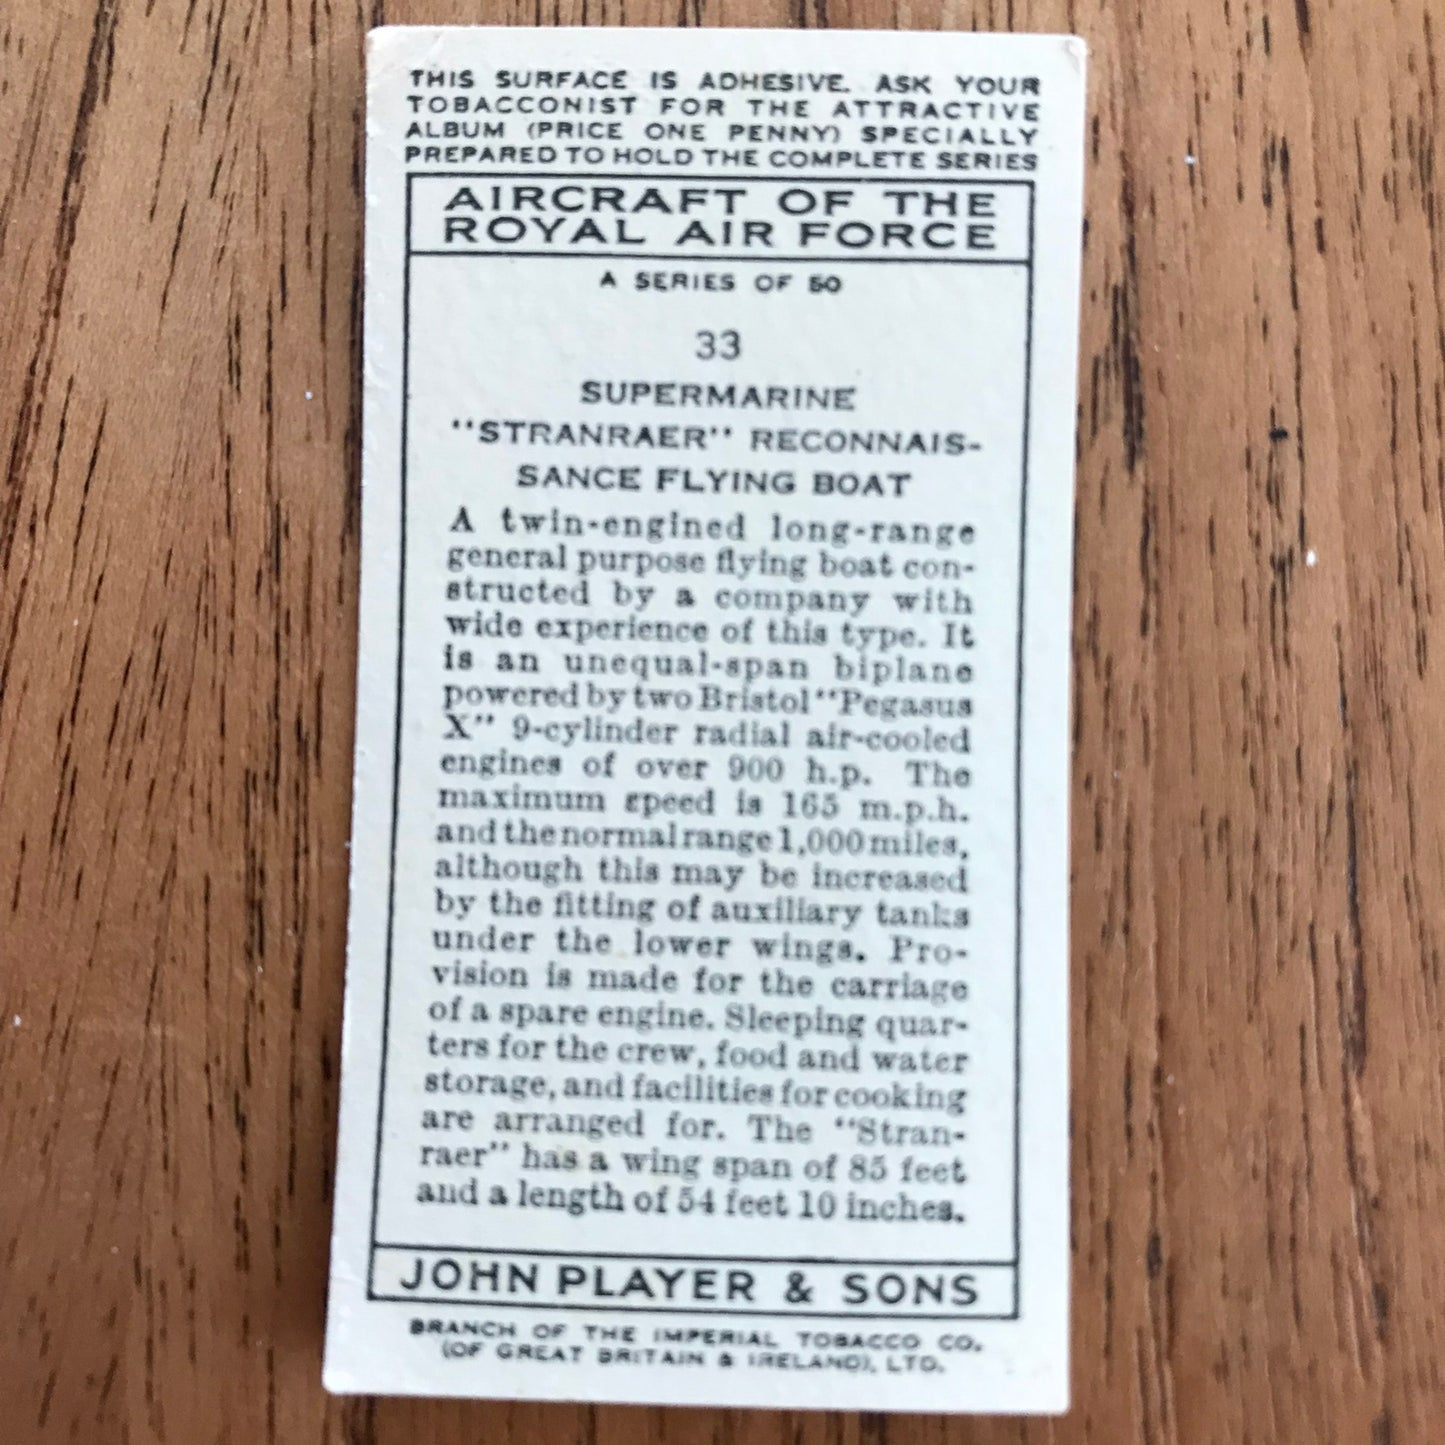 THIS SURFACE IS ADHESIVE. ASK YOUR
TOBACCONIST FOR THE ATTRACTIVE
ALBUM (PRICE ONE PENNY) SPECIALLY
PREPARED TO HOLD THE COMPLETE SERIES
AIRCRAFT OF THE
ROYAL AIR FORCE
A SERIES OF 50
33
SUPERMARINE
"STRANRAER" RECONNAIS-
SANCE FLYING BOAT
A twin-engined long-range
general purpose flying boat con-
structed by a company with
wide experience of this type. It
is an unequal-span biplane
powered by two Bristol "Pegasus
X" 9-cylinder radial air-cooled
engines of over 900 h.p. The
maximum speed is 165 m.p.h.
and the normal range 1,000 miles,
although this may be increased
by the fitting of auxiliary tanks
under the lower wings. Pro-
vision is made for the carriage
of a spare engine. Sleeping quar-
ters for the crew, food and water
storage, and facilities for cooking
are arranged for. The "Stran-
raer" has a wing span of 85 feet
and a length of 54 feet 10 inches.
JOHN PLAYER & SONS
BRANCH OF THE IMPERIAL TOBACCO CO.
(OF GREAT BRITAIN & IRELAND), LTD.